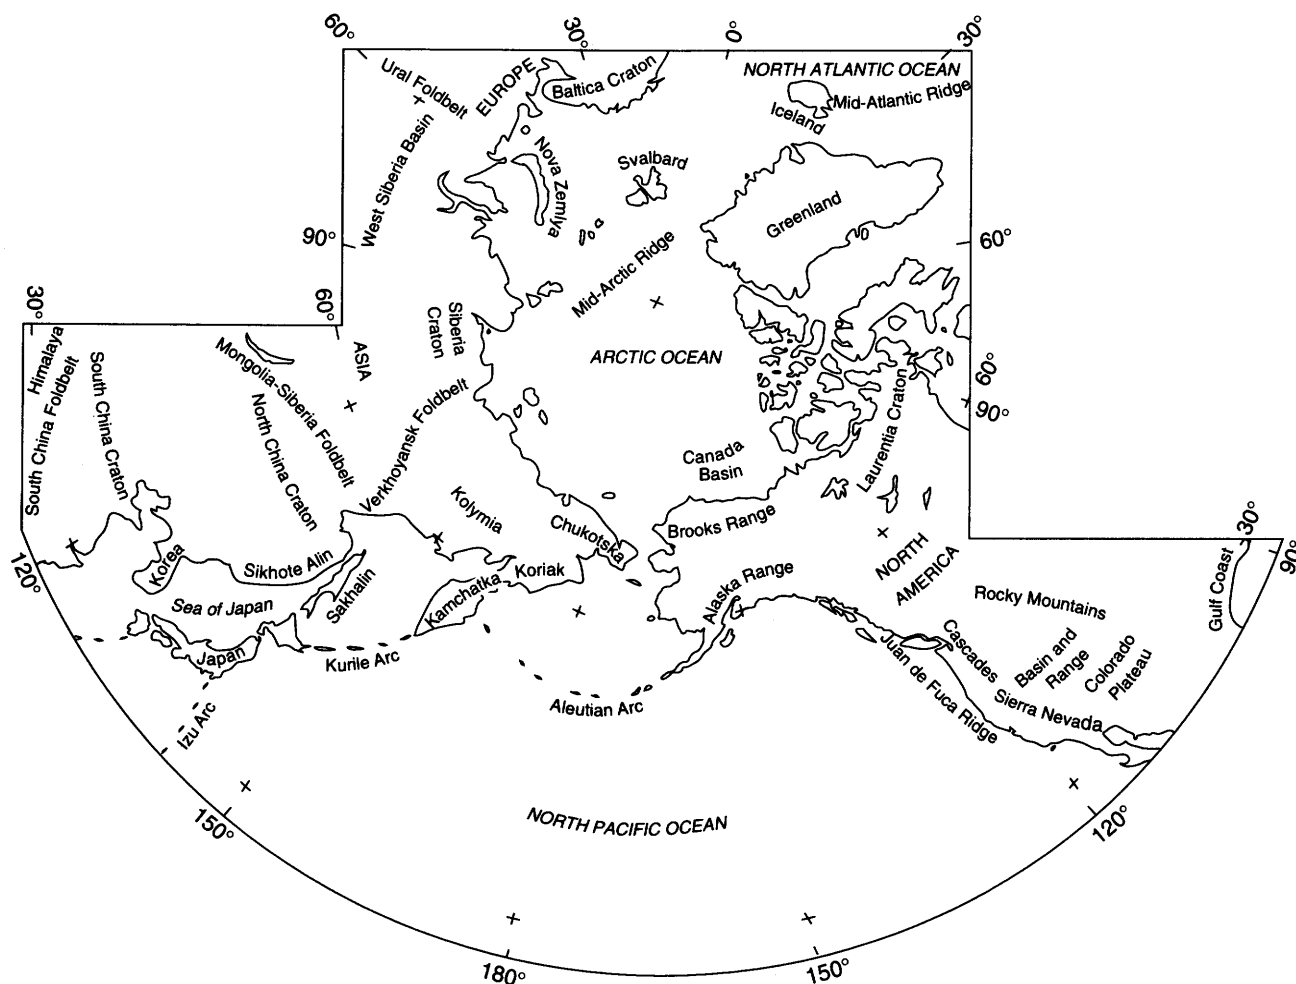 60°
30°
0°
30°
NORTH ATLANTIC OCEAN
Ural Foldbelt
EUROPE
Baltica Craton
Mid-Atlantic Ridge
Iceland
West Siberia Basin
Nova Zemlya
Svalbard
Greenland
90°
60°
Mid-Arctic Ridge
30°
60°
Siberia
Craton
ASIA
ARCTIC OCEAN
60°
90°
Himalaya
South China Foldbelt
South China Craton
Mongolia-Siberia Foldbelt
North China Craton
Verkhoyansk Foldbelt
Laurentia Craton
Canada
Basin
Kolymia
Chukotska
Brooks Range
NORTH
AMERICA
30°
90°
120°
Korea
Sikhote Alin
Sakhalin
Kamchatka
Koriak
Alaska Range
Rocky Mountains
Gulf Coast
Sea of Japan
Japan
Kurile Arc
Aleutian Arc
Izu Arc
Cascades
Juan de Fuca Ridge
Basin and
Range
Colorado
Plateau
Sierra Nevada
150°
NORTH PACIFIC OCEAN
120°
180°
150°